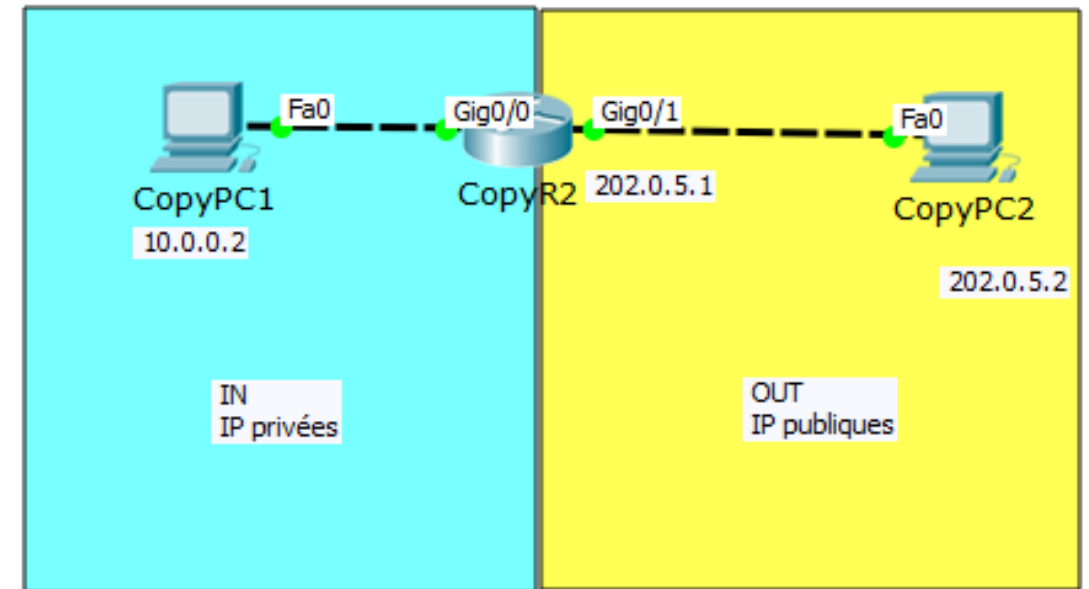 Fa0
Gig0/0
Gig0/1
Fa0
CopyPC1
CopyR2
202.0.5.1
CopyPC2
10.0.0.2
202.0.5.2
IN
IP privées
OUT
IP publiques